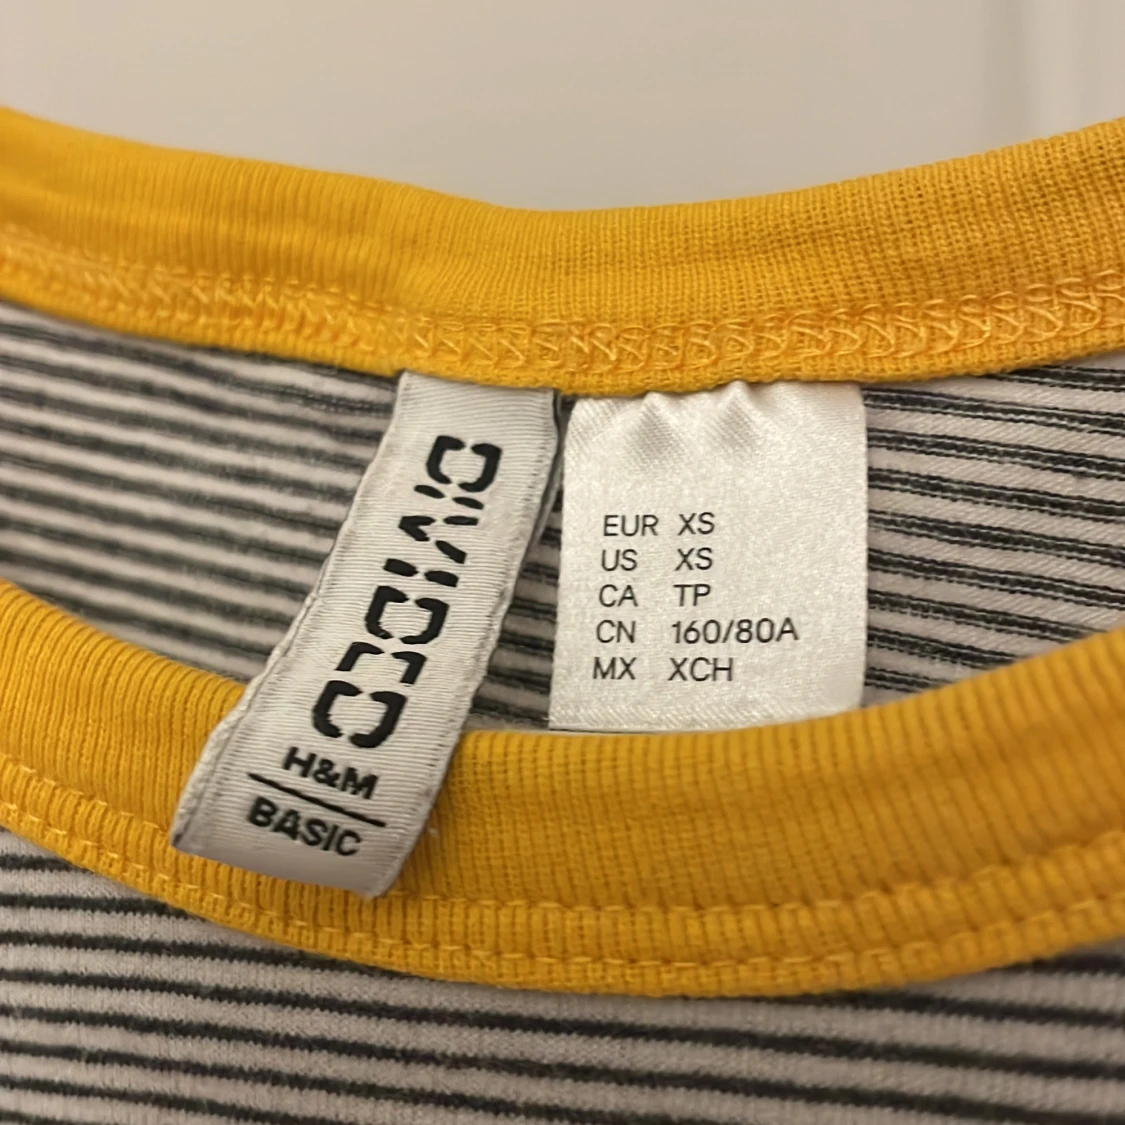 DIVIDED
H&M
BASIC
EUR XS
US XS
CA TP
CN 160/80A
MX XCH